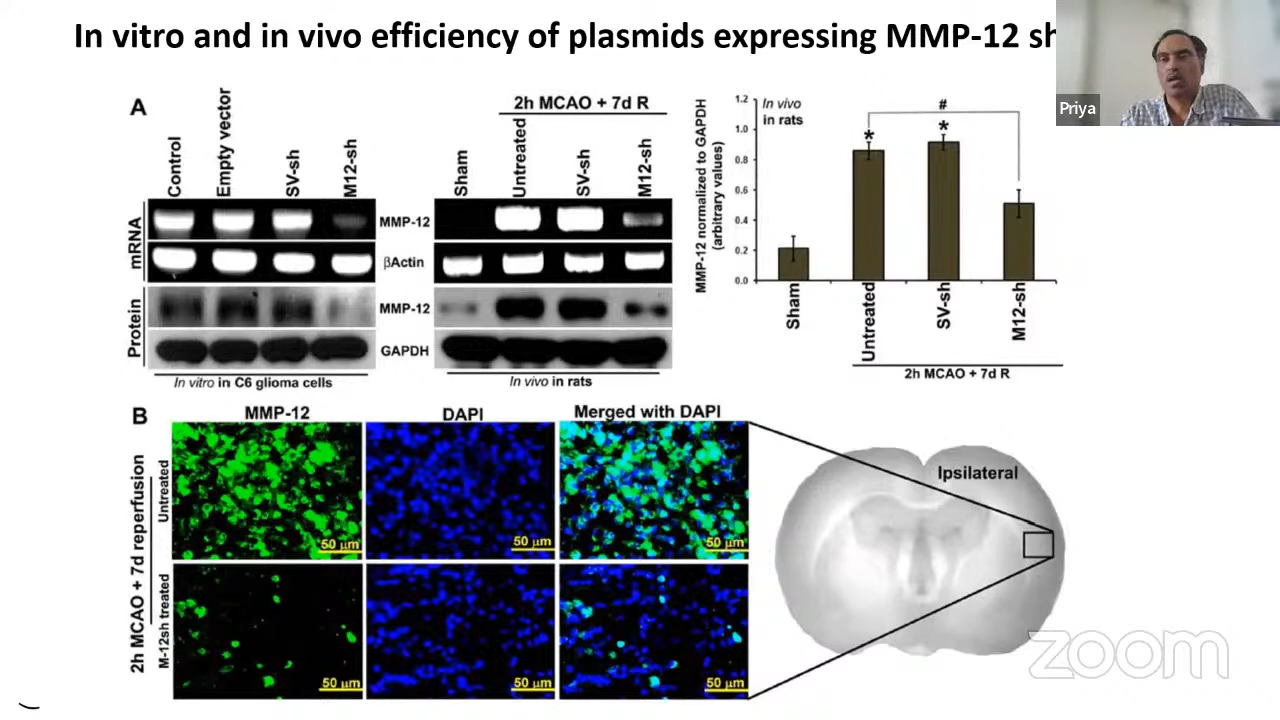 In vitro and in vivo efficiency of plasmids expressing MMP-12 sh
Priya
A
Control
Empty vector
SV-sh
M12-sh
2h MCAO + 7d R
Sham
Untreated
SV-sh
M12-sh
mRNA
MMP-12
βActin
Protein
MMP-12
GAPDH
In vitro in C6 glioma cells
In vivo in rats
MMP-12 normalized to GAPDH
(arbitrary values)
1.2
1.0
0.8
0.6
0.4
0.2
0.0
In vivo
in rats
*
*
#
Sham
Untreated
SV-sh
M12-sh
2h MCAO + 7d R
B
MMP-12
DAPI
Merged with DAPI
2h MCAO + 7d reperfusion
Untreated
50 µm
50 µm
50 µm
M-12sh treated
50 µm
50 µm
50 µm
Ipsilateral
zoom